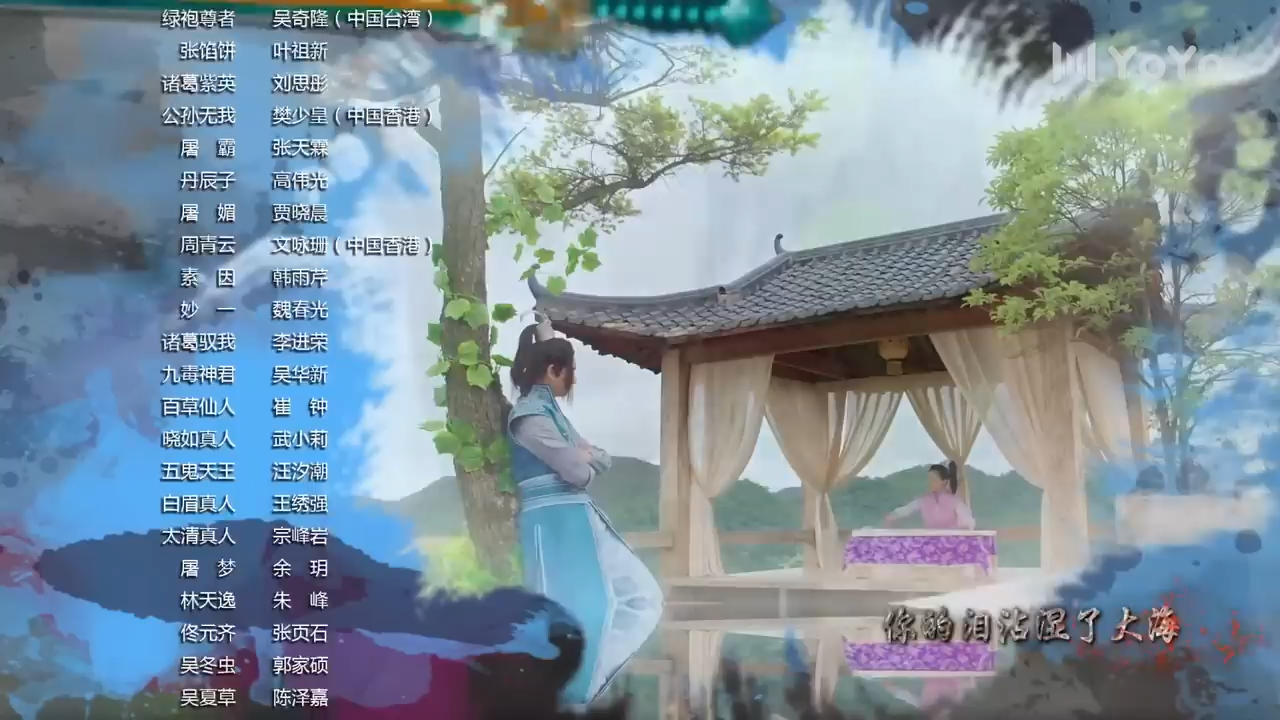 绿袍尊者 吴奇隆（中国台湾）
张馅饼 叶祖新
诸葛紫英 刘思彤
公孙无我 樊少皇（中国香港）
屠 霸 张天霖
丹辰子 高伟光
屠 媚 贾晓晨
周青云 文咏珊（中国香港）
素 因 韩雨芹
妙 一 魏春光
诸葛驭我 李进荣
九毒神君 吴华新
百草仙人 崔 钟
晓如真人 武小莉
五鬼天王 汪汐潮
白眉真人 王绣强
太清真人 宗峰岩
屠 梦 余 玥
林天逸 朱 峰
佟元齐 张页石
吴冬虫 郭家硕
吴夏草 陈泽嘉
YoYo
你的泪沾湿了大海